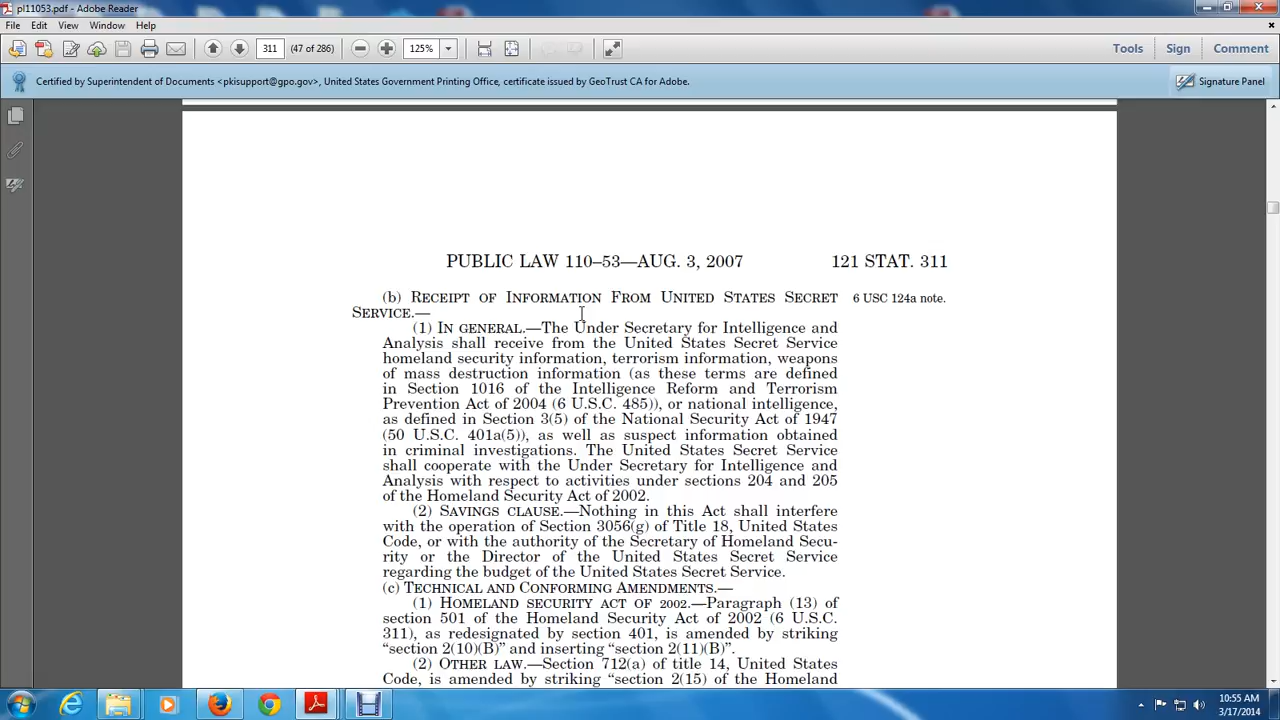 pl11053.pdf - Adobe Reader
File Edit View Window Help
311 (47 of 286) 125% Tools Sign Comment
Certified by Superintendent of Documents <pkisupport@gpo.gov>, United States Government Printing Office, certificate issued by GeoTrust CA for Adobe. Signature Panel
PUBLIC LAW 110–53—AUG. 3, 2007 121 STAT. 311
(b) RECEIPT OF INFORMATION FROM UNITED STATES SECRET 6 USC 124a note.
SERVICE.—
(1) IN GENERAL.—The Under Secretary for Intelligence and
Analysis shall receive from the United States Secret Service
homeland security information, terrorism information, weapons
of mass destruction information (as these terms are defined
in Section 1016 of the Intelligence Reform and Terrorism
Prevention Act of 2004 (6 U.S.C. 485)), or national intelligence,
as defined in Section 3(5) of the National Security Act of 1947
(50 U.S.C. 401a(5)), as well as suspect information obtained
in criminal investigations. The United States Secret Service
shall cooperate with the Under Secretary for Intelligence and
Analysis with respect to activities under sections 204 and 205
of the Homeland Security Act of 2002.
(2) SAVINGS CLAUSE.—Nothing in this Act shall interfere
with the operation of Section 3056(g) of Title 18, United States
Code, or with the authority of the Secretary of Homeland Secu-
rity or the Director of the United States Secret Service
regarding the budget of the United States Secret Service.
(c) TECHNICAL AND CONFORMING AMENDMENTS.—
(1) HOMELAND SECURITY ACT OF 2002.—Paragraph (13) of
section 501 of the Homeland Security Act of 2002 (6 U.S.C.
311), as redesignated by section 401, is amended by striking
“section 2(10)(B)” and inserting “section 2(11)(B)”.
(2) OTHER LAW.—Section 712(a) of title 14, United States
Code, is amended by striking “section 2(15) of the Homeland
10:55 AM
3/17/2014